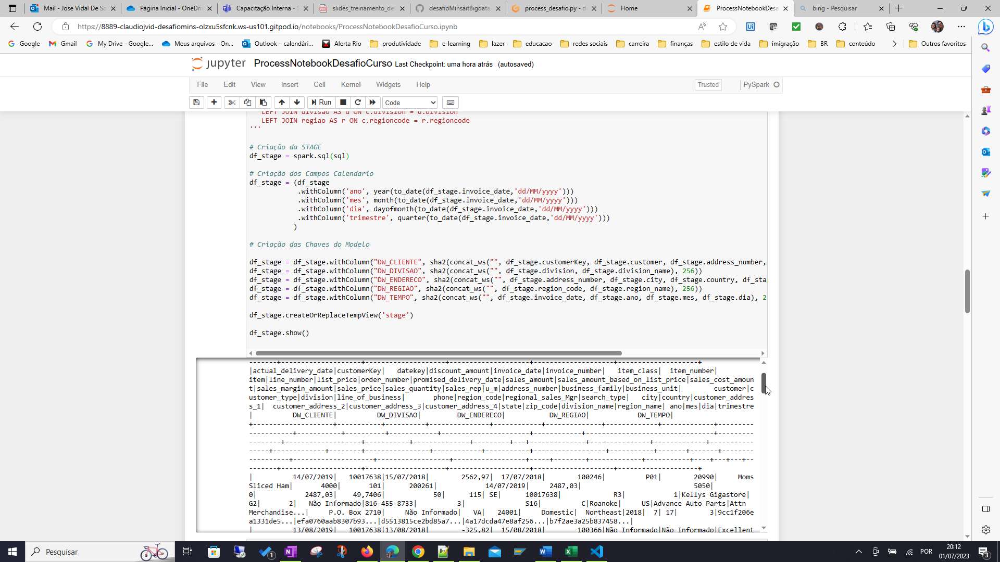 Mail - Jose Vidal De Sc
Página Inicial - OneDri
Capacitação Interna - S
slides_treinamento_de
desafioMinsaitBigdata
process_desafio.py - d
Home
ProcessNotebookDesa
bing - Pesquisar
https://8889-claudiojvid-desafiomins-olzxu5sfcnk.ws-us101.gitpod.io/notebooks/ProcessNotebookDesafioCurso.ipynb
Google
Gmail
My Drive - Google...
Meus arquivos - On...
Outlook – calendári...
Alerta Rio
produtividade
e-learning
lazer
educacao
redes sociais
carreira
finanças
estilo de vida
imigração
BR
conteúdo
Outros favoritos
jupyter ProcessNotebookDesafioCurso Last Checkpoint: uma hora atrás (autosaved)
File Edit View Insert Cell Kernel Widgets Help
Trusted
PySpark
Run
Code
LEFT JOIN divisao AS d ON c.division = d.division
LEFT JOIN regiao AS r ON c.regioncode = r.regioncode
'''
# Criação da STAGE
df_stage = spark.sql(sql)
# Criação dos Campos Calendario
df_stage = (df_stage
.withColumn('ano', year(to_date(df_stage.invoice_date,'dd/MM/yyyy')))
.withColumn('mes', month(to_date(df_stage.invoice_date,'dd/MM/yyyy')))
.withColumn('dia', dayofmonth(to_date(df_stage.invoice_date,'dd/MM/yyyy')))
.withColumn('trimestre', quarter(to_date(df_stage.invoice_date,'dd/MM/yyyy')))
)
# Criação das Chaves do Modelo
df_stage = df_stage.withColumn("DW_CLIENTE", sha2(concat_ws("", df_stage.customerKey, df_stage.customer, df_stage.address_number,
df_stage = df_stage.withColumn("DW_DIVISAO", sha2(concat_ws("", df_stage.division, df_stage.division_name), 256))
df_stage = df_stage.withColumn("DW_ENDERECO", sha2(concat_ws("", df_stage.address_number, df_stage.city, df_stage.country, df_sta
df_stage = df_stage.withColumn("DW_REGIAO", sha2(concat_ws("", df_stage.region_code, df_stage.region_name), 256))
df_stage = df_stage.withColumn("DW_TEMPO", sha2(concat_ws("", df_stage.invoice_date, df_stage.ano, df_stage.mes, df_stage.dia), 2
df_stage.createOrReplaceTempView('stage')
df_stage.show()
|actual_delivery_date|customerKey| datekey|discount_amount|invoice_date|invoice_number| item_class| item_number|
item|line_number|list_price|order_number|promised_delivery_date|sales_amount|sales_amount_based_on_list_price|sales_cost_amoun
t|sales_margin_amount|sales_price|sales_quantity|sales_rep|u_m|address_number|business_family|business_unit| customer|c
ustomer_type|division|line_of_business| phone|region_code|regional_sales_Mgr|search_type| city|country|customer_addres
s_1| customer_address_2|customer_address_3|customer_address_4|state|zip_code|division_name|region_name| ano|mes|dia|trimestre
| DW_CLIENTE| DW_DIVISAO| DW_ENDERECO| DW_REGIAO| DW_TEMPO|
| 14/07/2019| 10017638|15/07/2018| 2562,97| 17/07/2018| 100246| P01| 20990| Moms
Sliced Ham| 4000| 101| 200261| 14/07/2019| 2487,03| 5050|
0| 2487,03| 49,7406| 50| 115| SE| 10017638| R3| 1|Kellys Gigastore|
G2| 2| Não Informado|816-455-8733| 3| S16| C|Roanoke| US|Advance Auto Parts|Attn
Merchandise...| P.O. Box 2710| Não Informado| VA| 24001| Domestic| Northeast|2018| 7| 17| 3|9cc1f206e
a1331de5...|efa0760aab8307b93...|d5513815ce2bd85a7...|4a17dcda47e8af256...|b7f2ae3a25b837458...|
| 13/08/2019| 10017638|13/08/2018| -325,82| 15/08/2018| 100366|Não Informado|Não Informado|Excellent
Pesquisar
1
POR
20:12
01/07/2023
3